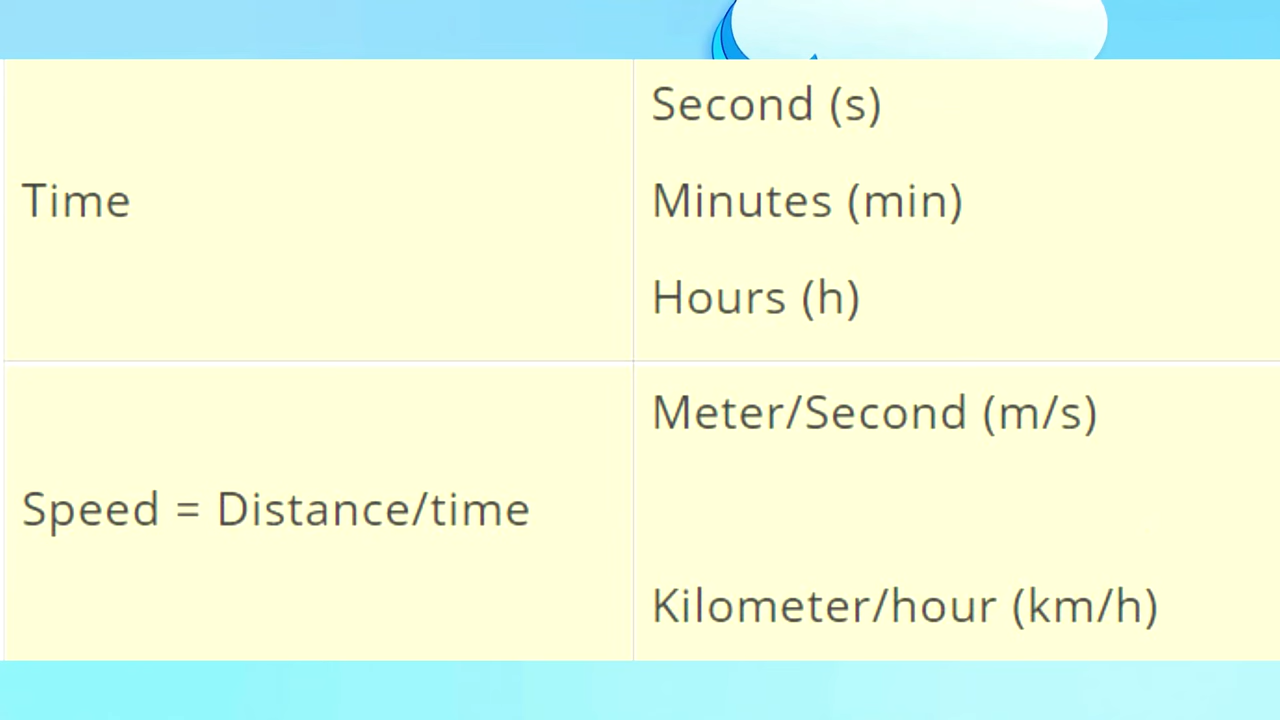 Time
Second (s)
Minutes (min)
Hours (h)
Speed = Distance/time
Meter/Second (m/s)
Kilometer/hour (km/h)